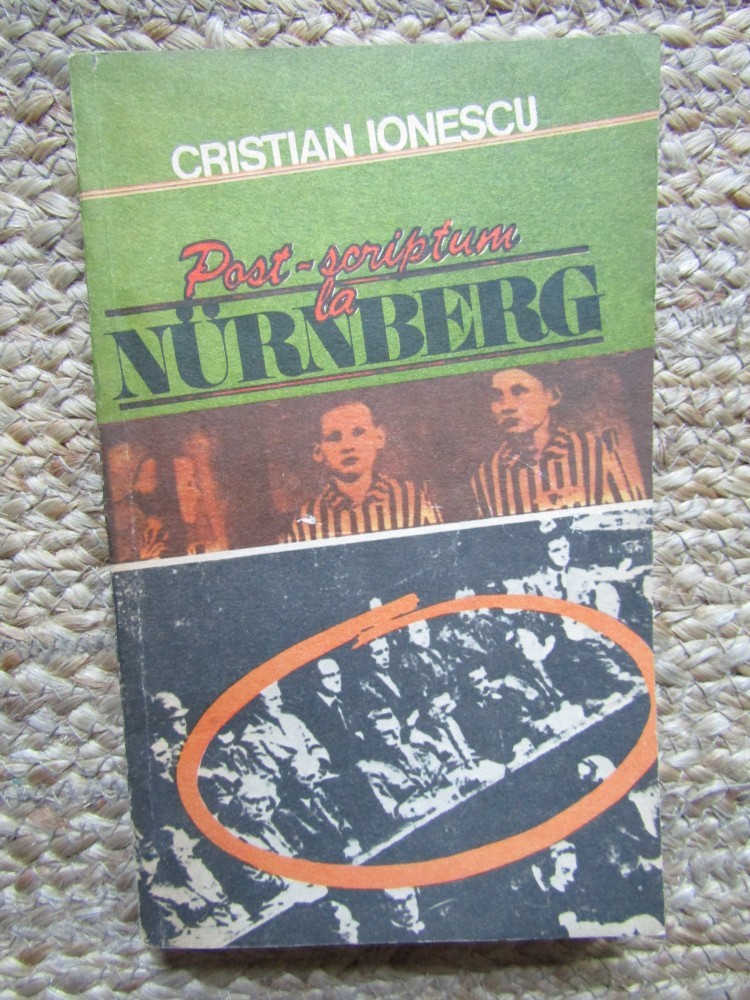 CRISTIAN IONESCU
Post-scriptum
la
NÜRNBERG